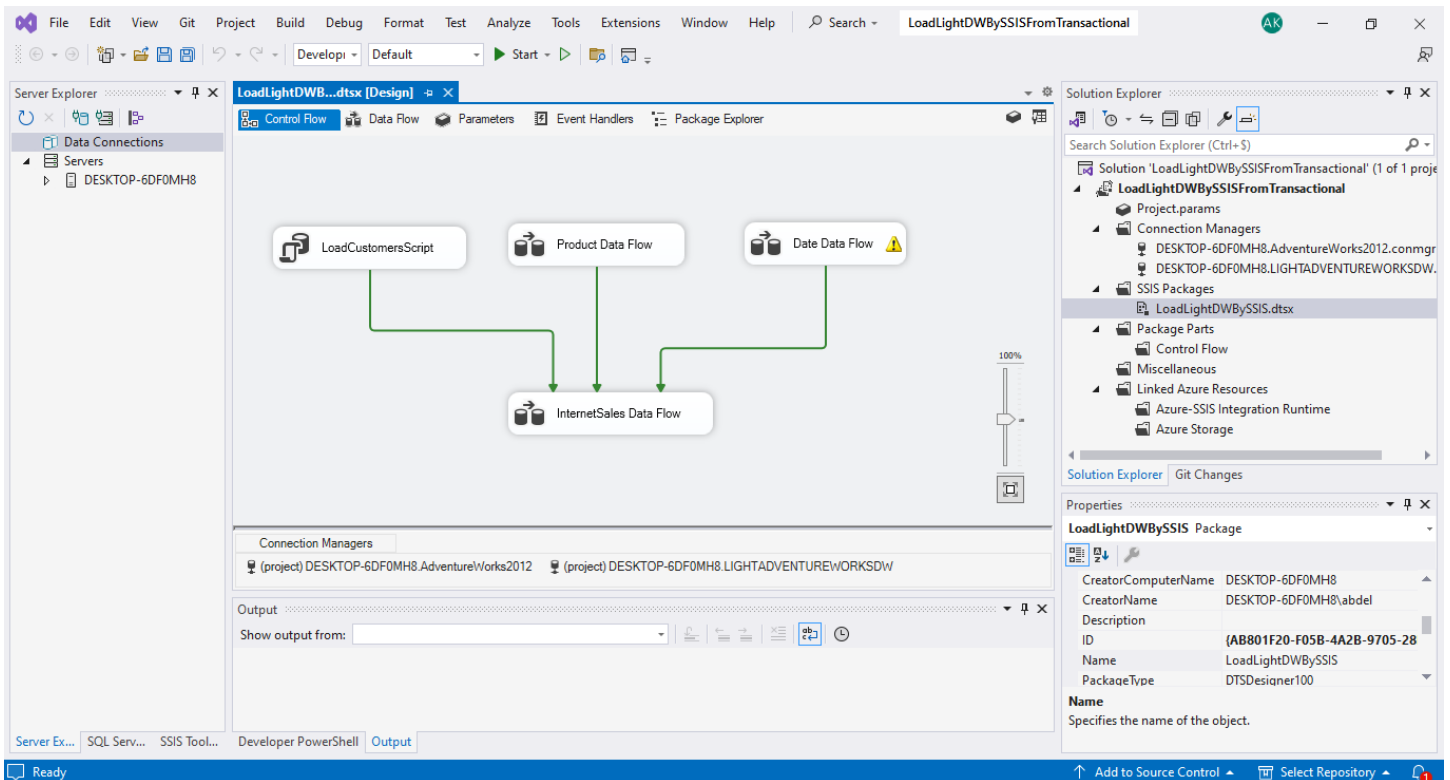 File Edit View Git Project Build Debug Format Test Analyze Tools Extensions Window Help Search LoadLightDWBySSISFromTransactional AK
Developı Default Start
Server Explorer
Data Connections
Servers
DESKTOP-6DF0MH8
LoadLightDWB...dtsx [Design]
Control Flow Data Flow Parameters Event Handlers Package Explorer
LoadCustomersScript
Product Data Flow
Date Data Flow
InternetSales Data Flow
100%
Connection Managers
(project) DESKTOP-6DF0MH8.AdventureWorks2012 (project) DESKTOP-6DF0MH8.LIGHTADVENTUREWORKSDW
Output
Show output from:
Solution Explorer
Search Solution Explorer (Ctrl+$)
Solution 'LoadLightDWBySSISFromTransactional' (1 of 1 proje
LoadLightDWBySSISFromTransactional
Project.params
Connection Managers
DESKTOP-6DF0MH8.AdventureWorks2012.conmgr
DESKTOP-6DF0MH8.LIGHTADVENTUREWORKSDW.
SSIS Packages
LoadLightDWBySSIS.dtsx
Package Parts
Control Flow
Miscellaneous
Linked Azure Resources
Azure-SSIS Integration Runtime
Azure Storage
Solution Explorer Git Changes
Properties
LoadLightDWBySSIS Package
CreatorComputerName DESKTOP-6DF0MH8
CreatorName DESKTOP-6DF0MH8\abdel
Description
ID {AB801F20-F05B-4A2B-9705-28
Name LoadLightDWBySSIS
PackageType DTSDesigner100
Name
Specifies the name of the object.
Server Ex... SQL Serv... SSIS Tool... Developer PowerShell Output
Ready Add to Source Control Select Repository 1